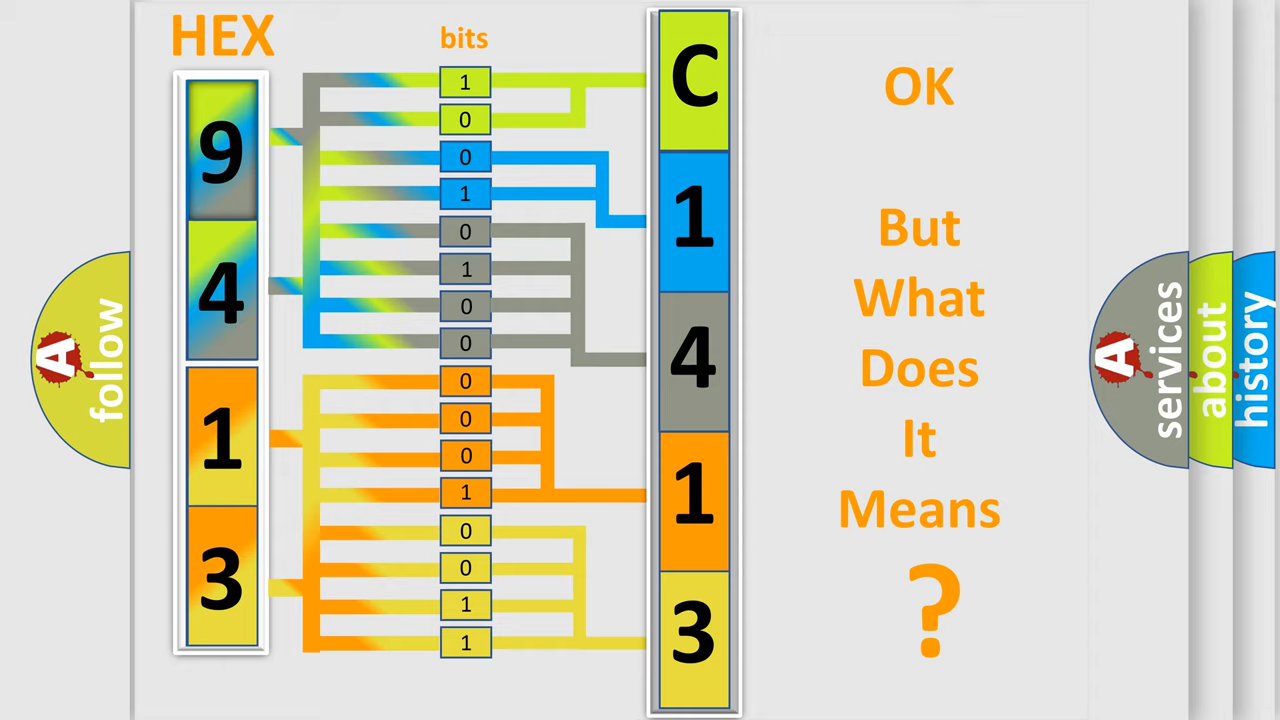 HEX
bits
9
4
1
3
1
0
0
1
0
1
0
0
0
0
0
1
0
0
1
1
C
1
4
1
3
OK
But
What
Does
It
Means
?
A
follow
A
services
about
history